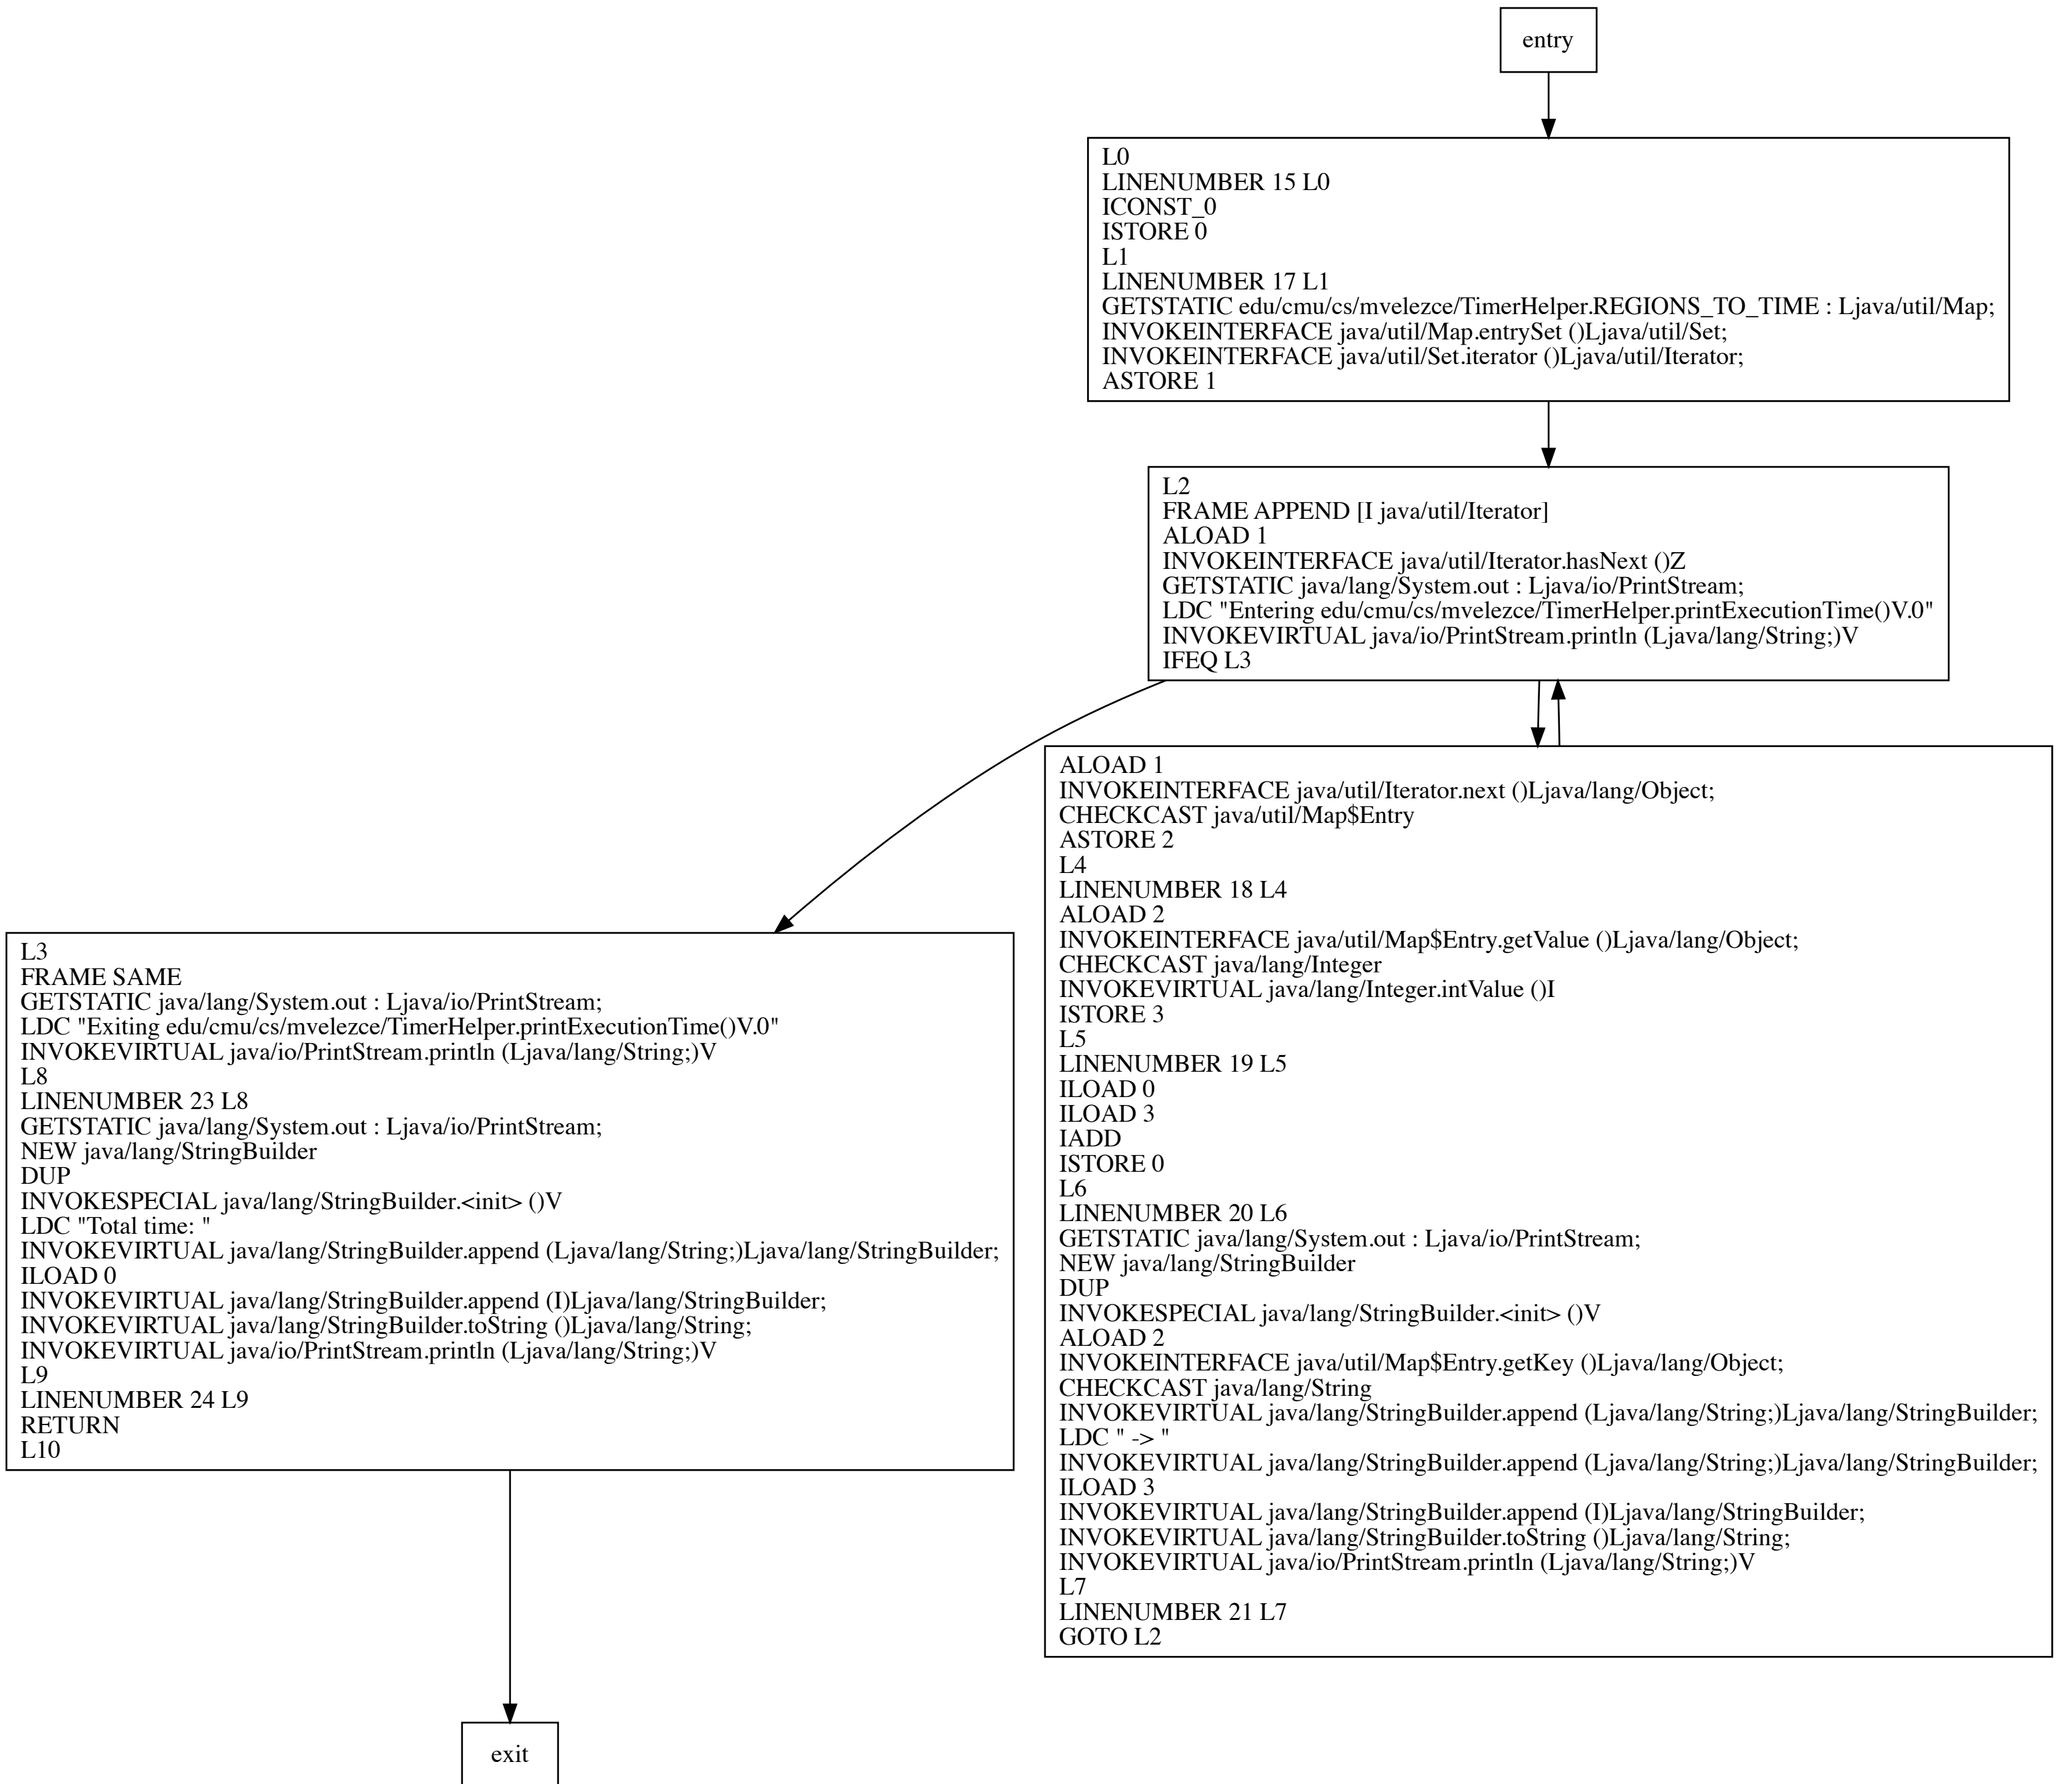 entry
L0
LINENUMBER 15 L0
ICONST_0
ISTORE 0
L1
LINENUMBER 17 L1
GETSTATIC edu/cmu/cs/mvelezce/TimerHelper.REGIONS_TO_TIME : Ljava/util/Map;
INVOKEINTERFACE java/util/Map.entrySet ()Ljava/util/Set;
INVOKEINTERFACE java/util/Set.iterator ()Ljava/util/Iterator;
ASTORE 1
L2
FRAME APPEND [I java/util/Iterator]
ALOAD 1
INVOKEINTERFACE java/util/Iterator.hasNext ()Z
GETSTATIC java/lang/System.out : Ljava/io/PrintStream;
LDC "Entering edu/cmu/cs/mvelezce/TimerHelper.printExecutionTime()V.0"
INVOKEVIRTUAL java/io/PrintStream.println (Ljava/lang/String;)V
IFEQ L3
ALOAD 1
INVOKEINTERFACE java/util/Iterator.next ()Ljava/lang/Object;
CHECKCAST java/util/Map$Entry
ASTORE 2
L4
LINENUMBER 18 L4
ALOAD 2
INVOKEINTERFACE java/util/Map$Entry.getValue ()Ljava/lang/Object;
CHECKCAST java/lang/Integer
INVOKEVIRTUAL java/lang/Integer.intValue ()I
ISTORE 3
L5
LINENUMBER 19 L5
ILOAD 0
ILOAD 3
IADD
ISTORE 0
L6
LINENUMBER 20 L6
GETSTATIC java/lang/System.out : Ljava/io/PrintStream;
NEW java/lang/StringBuilder
DUP
INVOKESPECIAL java/lang/StringBuilder.<init> ()V
ALOAD 2
INVOKEINTERFACE java/util/Map$Entry.getKey ()Ljava/lang/Object;
CHECKCAST java/lang/String
INVOKEVIRTUAL java/lang/StringBuilder.append (Ljava/lang/String;)Ljava/lang/StringBuilder;
LDC " -> "
INVOKEVIRTUAL java/lang/StringBuilder.append (Ljava/lang/String;)Ljava/lang/StringBuilder;
ILOAD 3
INVOKEVIRTUAL java/lang/StringBuilder.append (I)Ljava/lang/StringBuilder;
INVOKEVIRTUAL java/lang/StringBuilder.toString ()Ljava/lang/String;
INVOKEVIRTUAL java/io/PrintStream.println (Ljava/lang/String;)V
L7
LINENUMBER 21 L7
GOTO L2
L3
FRAME SAME
GETSTATIC java/lang/System.out : Ljava/io/PrintStream;
LDC "Exiting edu/cmu/cs/mvelezce/TimerHelper.printExecutionTime()V.0"
INVOKEVIRTUAL java/io/PrintStream.println (Ljava/lang/String;)V
L8
LINENUMBER 23 L8
GETSTATIC java/lang/System.out : Ljava/io/PrintStream;
NEW java/lang/StringBuilder
DUP
INVOKESPECIAL java/lang/StringBuilder.<init> ()V
LDC "Total time: "
INVOKEVIRTUAL java/lang/StringBuilder.append (Ljava/lang/String;)Ljava/lang/StringBuilder;
ILOAD 0
INVOKEVIRTUAL java/lang/StringBuilder.append (I)Ljava/lang/StringBuilder;
INVOKEVIRTUAL java/lang/StringBuilder.toString ()Ljava/lang/String;
INVOKEVIRTUAL java/io/PrintStream.println (Ljava/lang/String;)V
L9
LINENUMBER 24 L9
RETURN
L10
exit